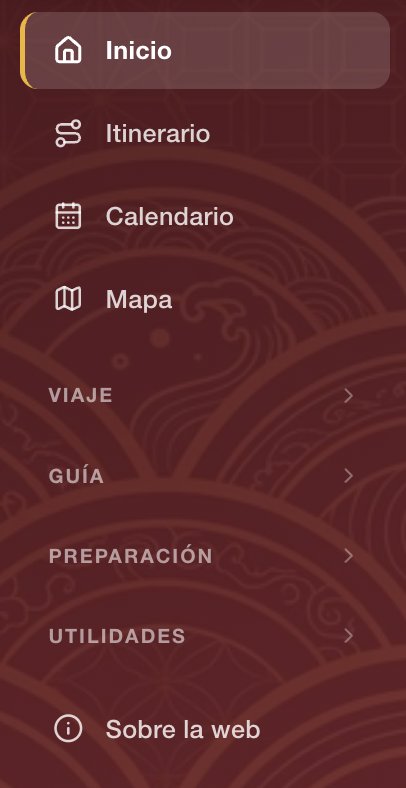 Inicio
Itinerario
Calendario
Mapa
VIAJE
GUÍA
PREPARACIÓN
UTILIDADES
Sobre la web